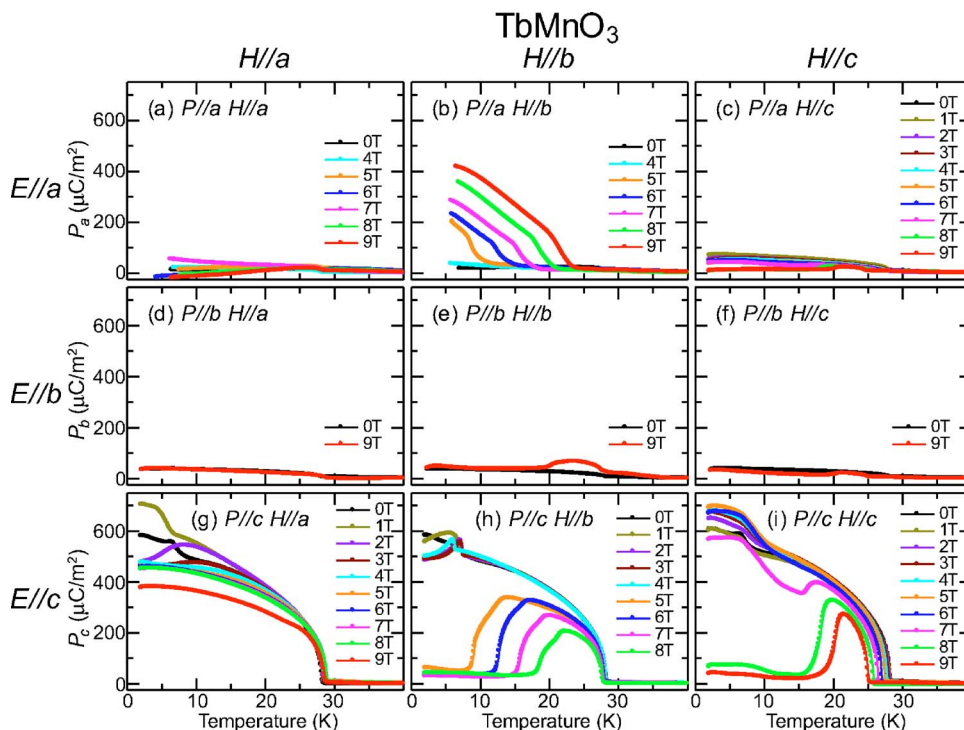 TbMnO₃
H//a H//b H//c
E//a
Pₐ (μC/m²)
600
400
200
0
(a) P//a H//a
0T
4T
5T
6T
7T
8T
9T
(b) P//a H//b
0T
4T
5T
6T
7T
8T
9T
(c) P//a H//c
0T
1T
2T
3T
4T
5T
6T
7T
8T
9T
E//b
P_b (μC/m²)
600
400
200
0
(d) P//b H//a
0T
9T
(e) P//b H//b
0T
9T
(f) P//b H//c
0T
9T
E//c
P_c (μC/m²)
600
400
200
0
(g) P//c H//a
0T
1T
2T
3T
4T
5T
6T
7T
8T
9T
(h) P//c H//b
0T
1T
2T
3T
4T
5T
6T
7T
8T
(i) P//c H//c
0T
1T
2T
3T
4T
5T
6T
7T
8T
9T
0 10 20 30 0 10 20 30 0 10 20 30
Temperature (K) Temperature (K) Temperature (K)